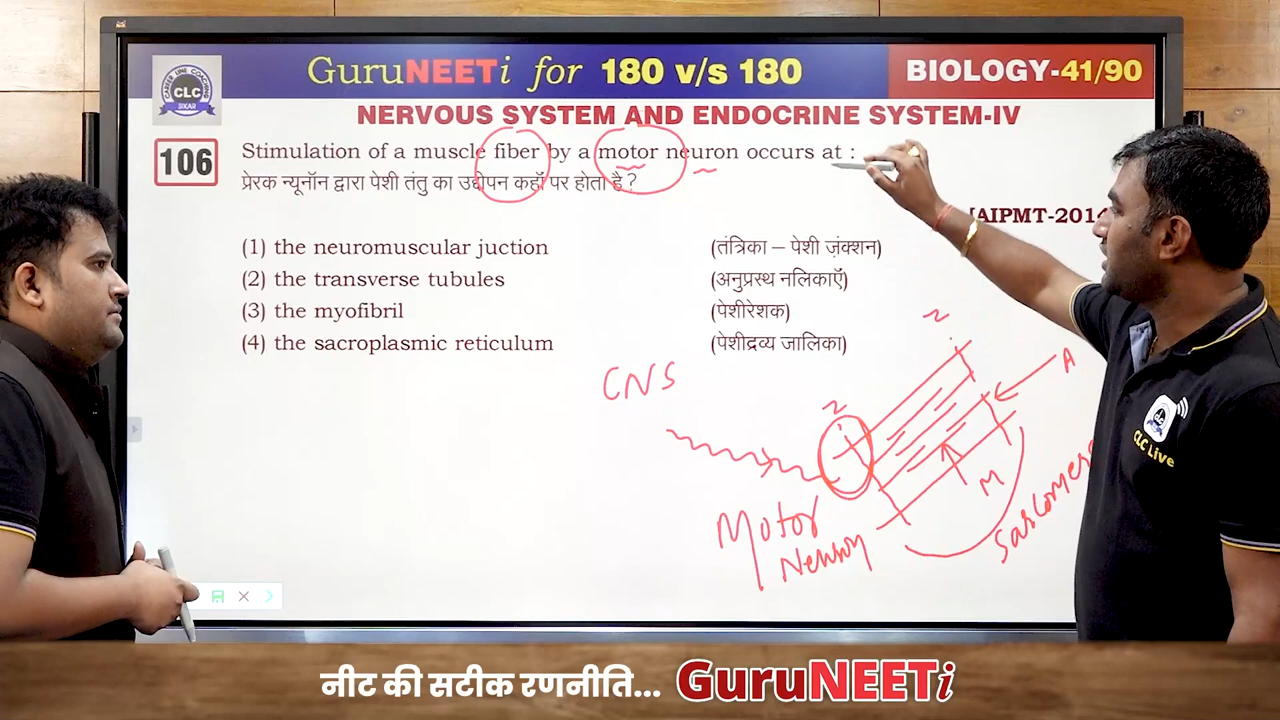 GuruNEETi for 180 v/s 180
BIOLOGY-41/90
CLC
SIKAR
NERVOUS SYSTEM AND ENDOCRINE SYSTEM-IV
106
Stimulation of a muscle fiber by a motor neuron occurs at :
प्रेरक न्यूनॉन द्वारा पेशी तंतु का उद्दीपन कहाँ पर होता है ?
[AIPMT-2014
(1) the neuromuscular juction (तंत्रिका – पेशी ज़ंक्शन)
(2) the transverse tubules (अनुप्रस्थ नलिकाऍ)
(3) the myofibril (पेशीरेशक)
(4) the sacroplasmic reticulum (पेशीद्रव्य जालिका)
CNS
A
M
Motor
Sarcomere
CLC Live
नीट की सटीक रणनीति... GuruNEETi